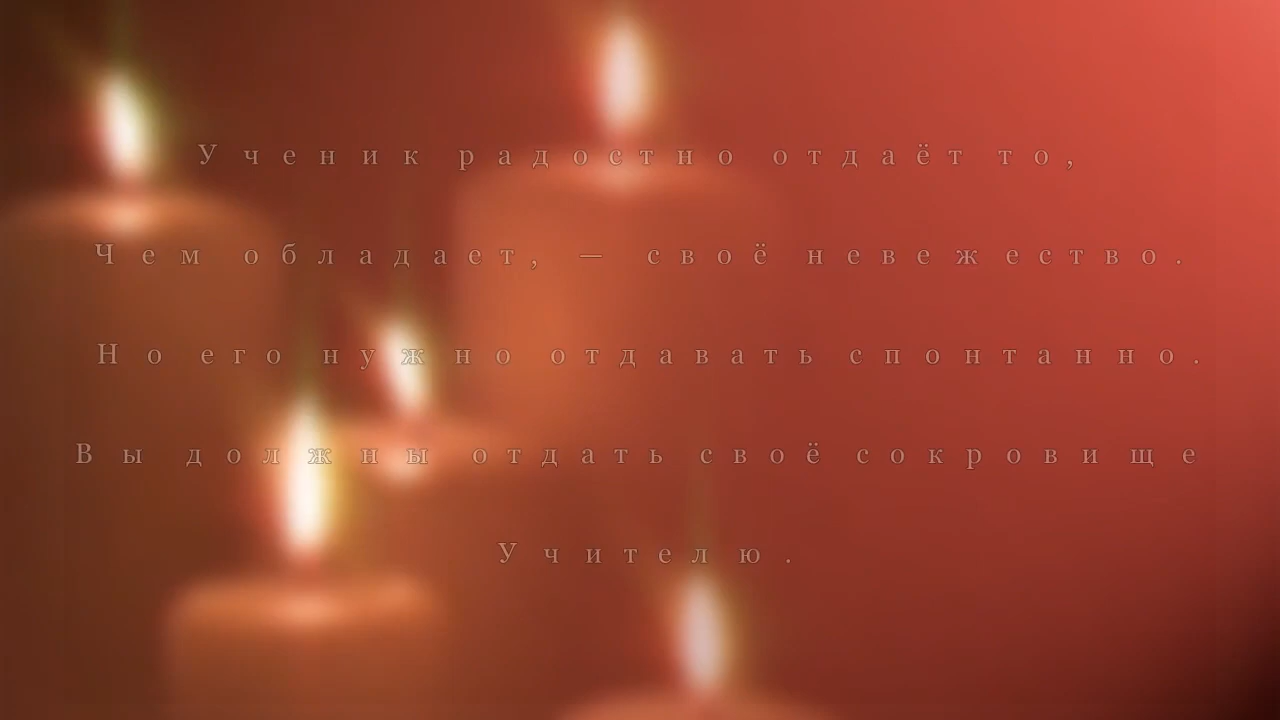 Ученик радостно отдаёт то,
Чем обладает, — своё невежество.
Но его нужно отдавать спонтанно.
Вы должны отдать своё сокровище
Учителю.